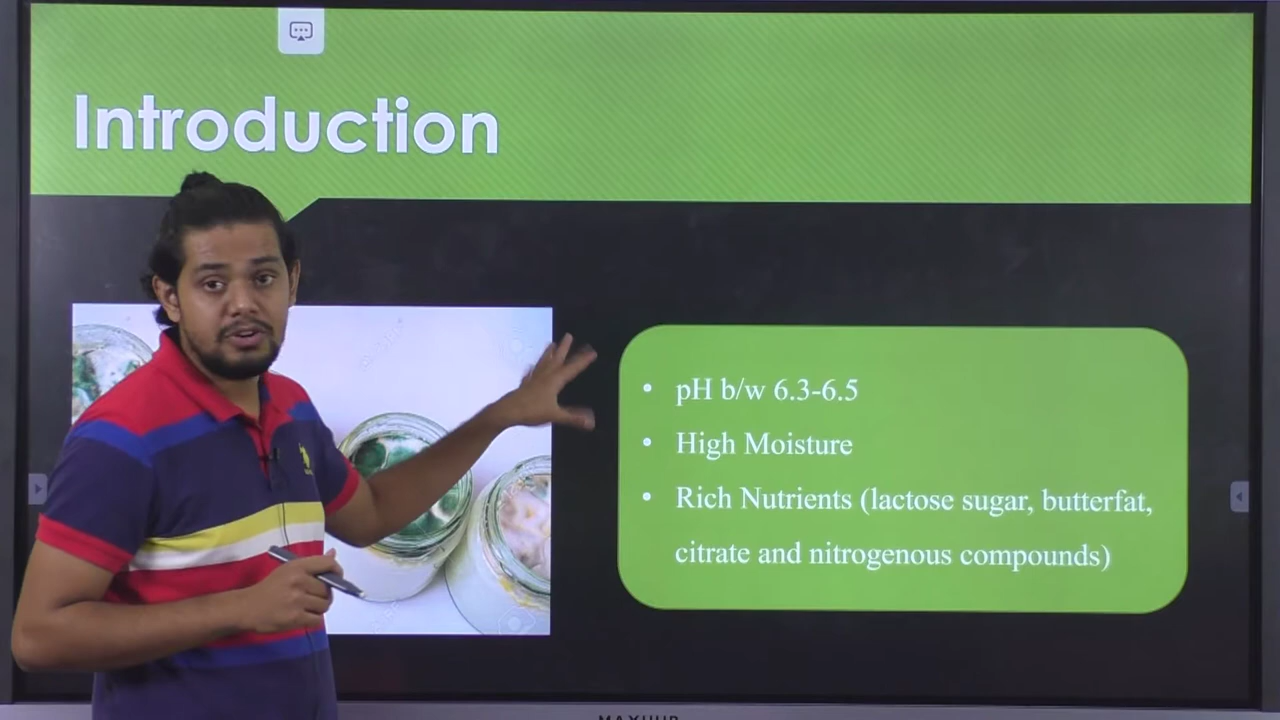 Introduction
• pH b/w 6.3-6.5
• High Moisture
• Rich Nutrients (lactose sugar, butterfat,
citrate and nitrogenous compounds)